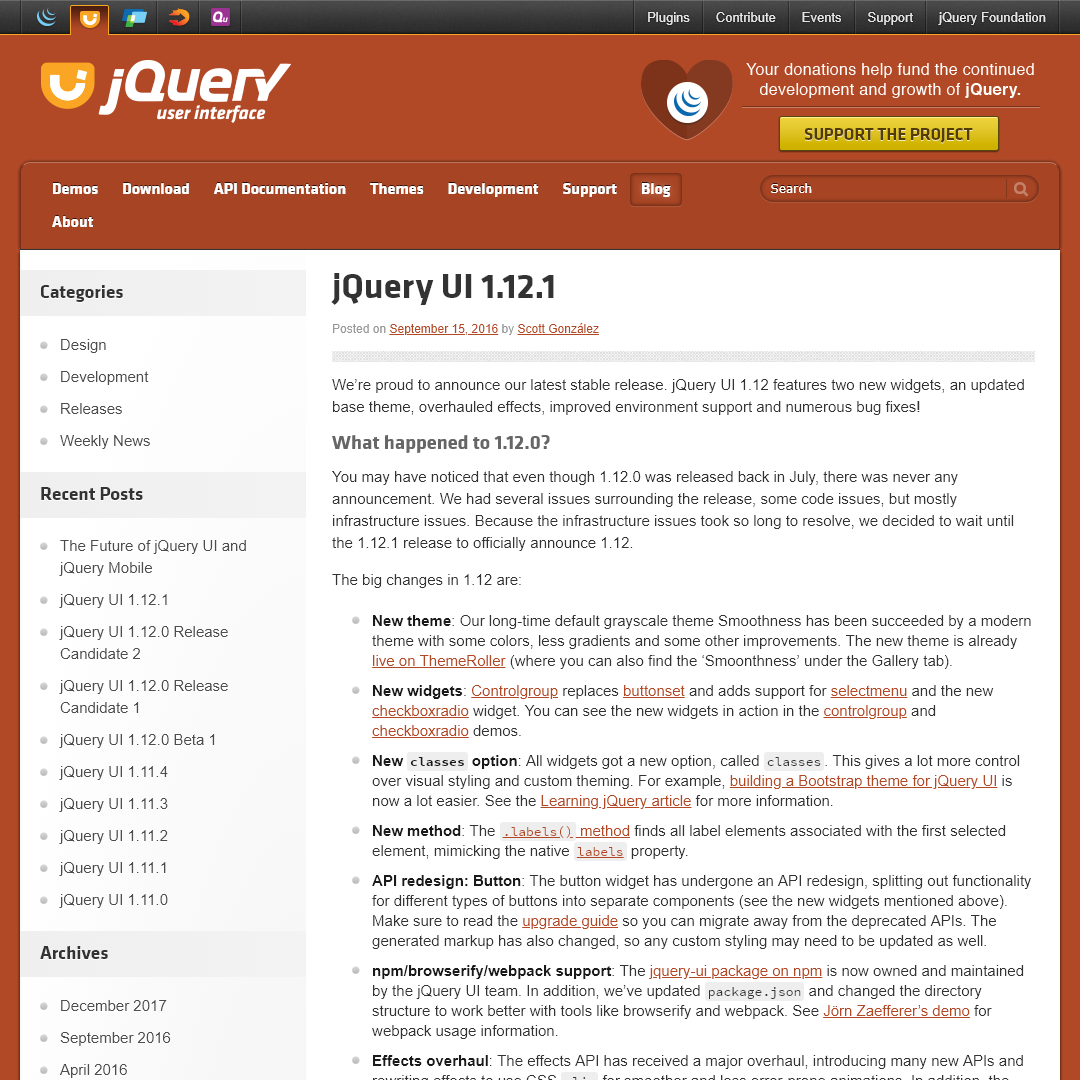 Plugins
Contribute
Events
Support
jQuery Foundation
Qu
jQuery
user interface
Your donations help fund the continued
development and growth of jQuery.
SUPPORT THE PROJECT
Demos
Download
API Documentation
Themes
Development
Support
Blog
Search
About
Categories
Design
Development
Releases
Weekly News
Recent Posts
The Future of jQuery UI and
jQuery Mobile
jQuery UI 1.12.1
jQuery UI 1.12.0 Release
Candidate 2
jQuery UI 1.12.0 Release
Candidate 1
jQuery UI 1.12.0 Beta 1
jQuery UI 1.11.4
jQuery UI 1.11.3
jQuery UI 1.11.2
jQuery UI 1.11.1
jQuery UI 1.11.0
Archives
December 2017
September 2016
April 2016
jQuery UI 1.12.1
Posted on September 15, 2016 by Scott González
We’re proud to announce our latest stable release. jQuery UI 1.12 features two new widgets, an updated
base theme, overhauled effects, improved environment support and numerous bug fixes!
What happened to 1.12.0?
You may have noticed that even though 1.12.0 was released back in July, there was never any
announcement. We had several issues surrounding the release, some code issues, but mostly
infrastructure issues. Because the infrastructure issues took so long to resolve, we decided to wait until
the 1.12.1 release to officially announce 1.12.
The big changes in 1.12 are:
New theme: Our long-time default grayscale theme Smoothness has been succeeded by a modern
theme with some colors, less gradients and some other improvements. The new theme is already
live on ThemeRoller (where you can also find the ‘Smoonthness’ under the Gallery tab).
New widgets: Controlgroup replaces buttonset and adds support for selectmenu and the new
checkboxradio widget. You can see the new widgets in action in the controlgroup and
checkboxradio demos.
New classes option: All widgets got a new option, called classes. This gives a lot more control
over visual styling and custom theming. For example, building a Bootstrap theme for jQuery UI is
now a lot easier. See the Learning jQuery article for more information.
New method: The .labels() method finds all label elements associated with the first selected
element, mimicking the native labels property.
API redesign: Button: The button widget has undergone an API redesign, splitting out functionality
for different types of buttons into separate components (see the new widgets mentioned above).
Make sure to read the upgrade guide so you can migrate away from the deprecated APIs. The
generated markup has also changed, so any custom styling may need to be updated as well.
npm/browserify/webpack support: The jquery-ui package on npm is now owned and maintained
by the jQuery UI team. In addition, we’ve updated package.json and changed the directory
structure to work better with tools like browserify and webpack. See Jörn Zaefferer’s demo for
webpack usage information.
Effects overhaul: The effects API has received a major overhaul, introducing many new APIs and
rewriting effects to use CSS clip for smoother and less error-prone animations. In addition, the